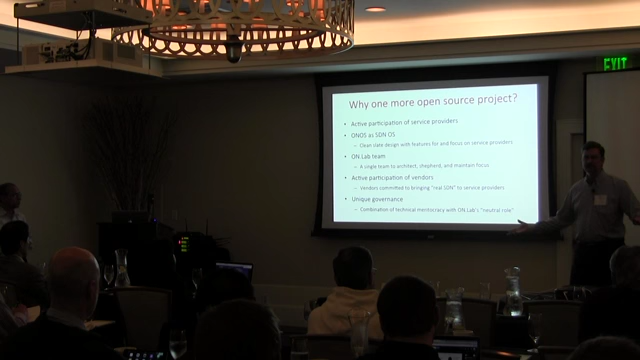 EXIT
Why one more open source project?
• Active participation of service providers
• ONOS as SDN OS
– Clean slate design with features for and focus on service providers
• ON.Lab team
– A single team to architect, shepherd, and maintain focus
• Active participation of vendors
– Vendors committed to bringing "real SDN" to service providers
• Unique governance
– Combination of technical meritocracy with ON.Lab's "neutral role"